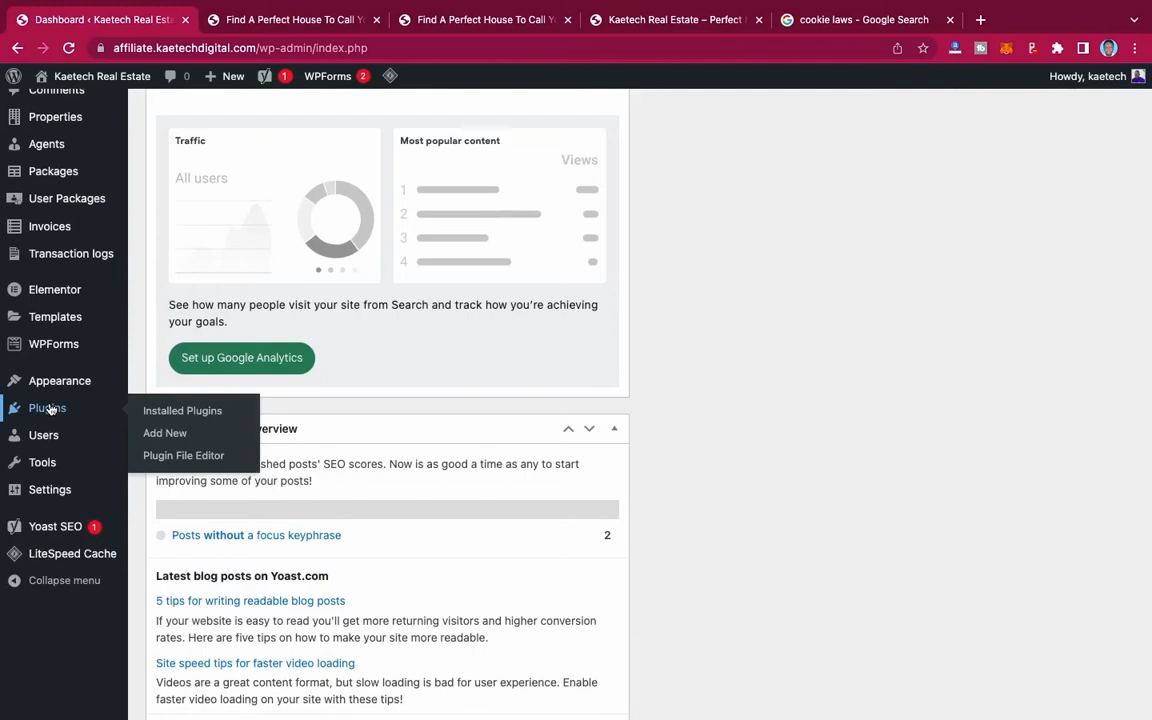 Dashboard ‹ Kaetech Real Esta
Find A Perfect House To Call Y
Find A Perfect House To Call Y
Kaetech Real Estate – Perfect
cookie laws - Google Search
affiliate.kaetechdigital.com/wp-admin/index.php
Kaetech Real Estate
0
New
1
WPForms
2
Howdy, kaetech
Comments
Properties
Agents
Packages
User Packages
Invoices
Transaction logs
Elementor
Templates
WPForms
Appearance
Plugins
Users
Tools
Settings
Yoast SEO 1
LiteSpeed Cache
Collapse menu
Installed Plugins
Add New
Plugin File Editor
Traffic
All users
Most popular content
Views
1
2
3
4
See how many people visit your site from Search and track how you’re achieving
your goals.
Set up Google Analytics
erview
shed posts' SEO scores. Now is as good a time as any to start
improving some of your posts!
Posts without a focus keyphrase 2
Latest blog posts on Yoast.com
5 tips for writing readable blog posts
If your website is easy to read you'll get more returning visitors and higher conversion
rates. Here are five tips on how to make your site more readable.
Site speed tips for faster video loading
Videos are a great content format, but slow loading is bad for user experience. Enable
faster video loading on your site with these tips!